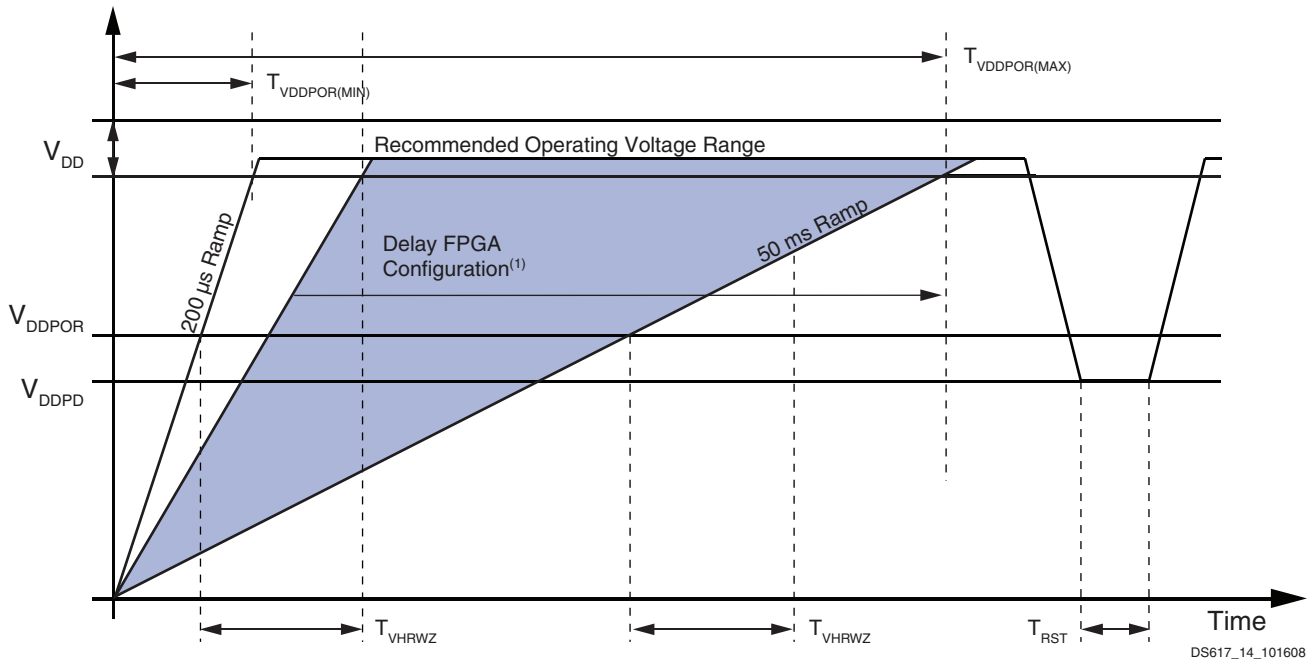 T_VDDPOR(MAX)
T_VDDPOR(MIN)
V_DD
Recommended Operating Voltage Range
200 µs Ramp
Delay FPGA
Configuration(1)
50 ms Ramp
V_DDPOR
V_DDPD
T_VHRWZ
T_VHRWZ
T_RST
Time
DS617_14_101608